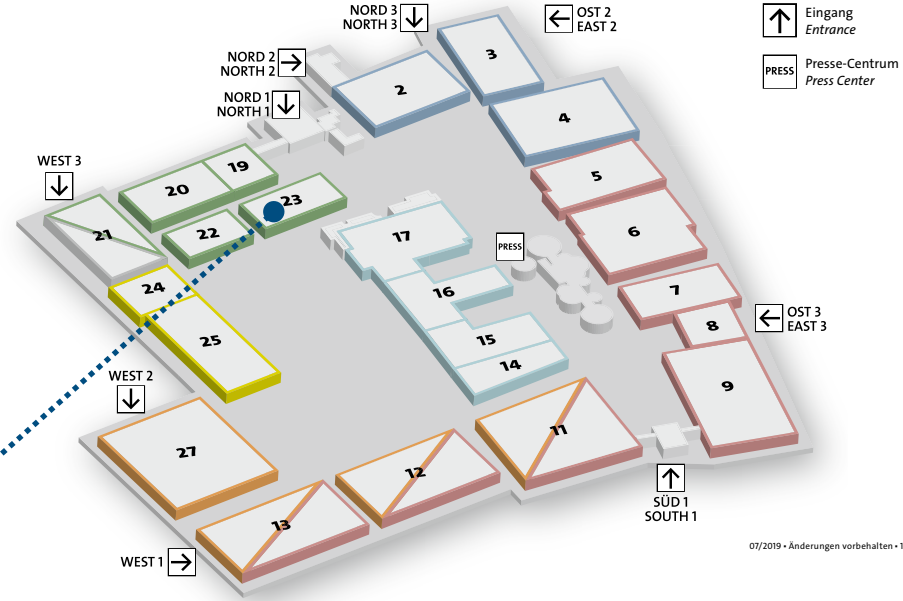 NORD 3
NORTH 3
OST 2
EAST 2
Eingang
Entrance
NORD 2
NORTH 2
3
PRESS
Presse-Centrum
Press Center
2
NORD 1
NORTH 1
4
WEST 3
19
20
5
23
21
22
17
6
PRESS
24
16
7
OST 3
EAST 3
8
25
15
14
WEST 2
9
11
27
12
13
SÜD 1
SOUTH 1
WEST 1
07/2019 • Änderungen vorbehalten • 1